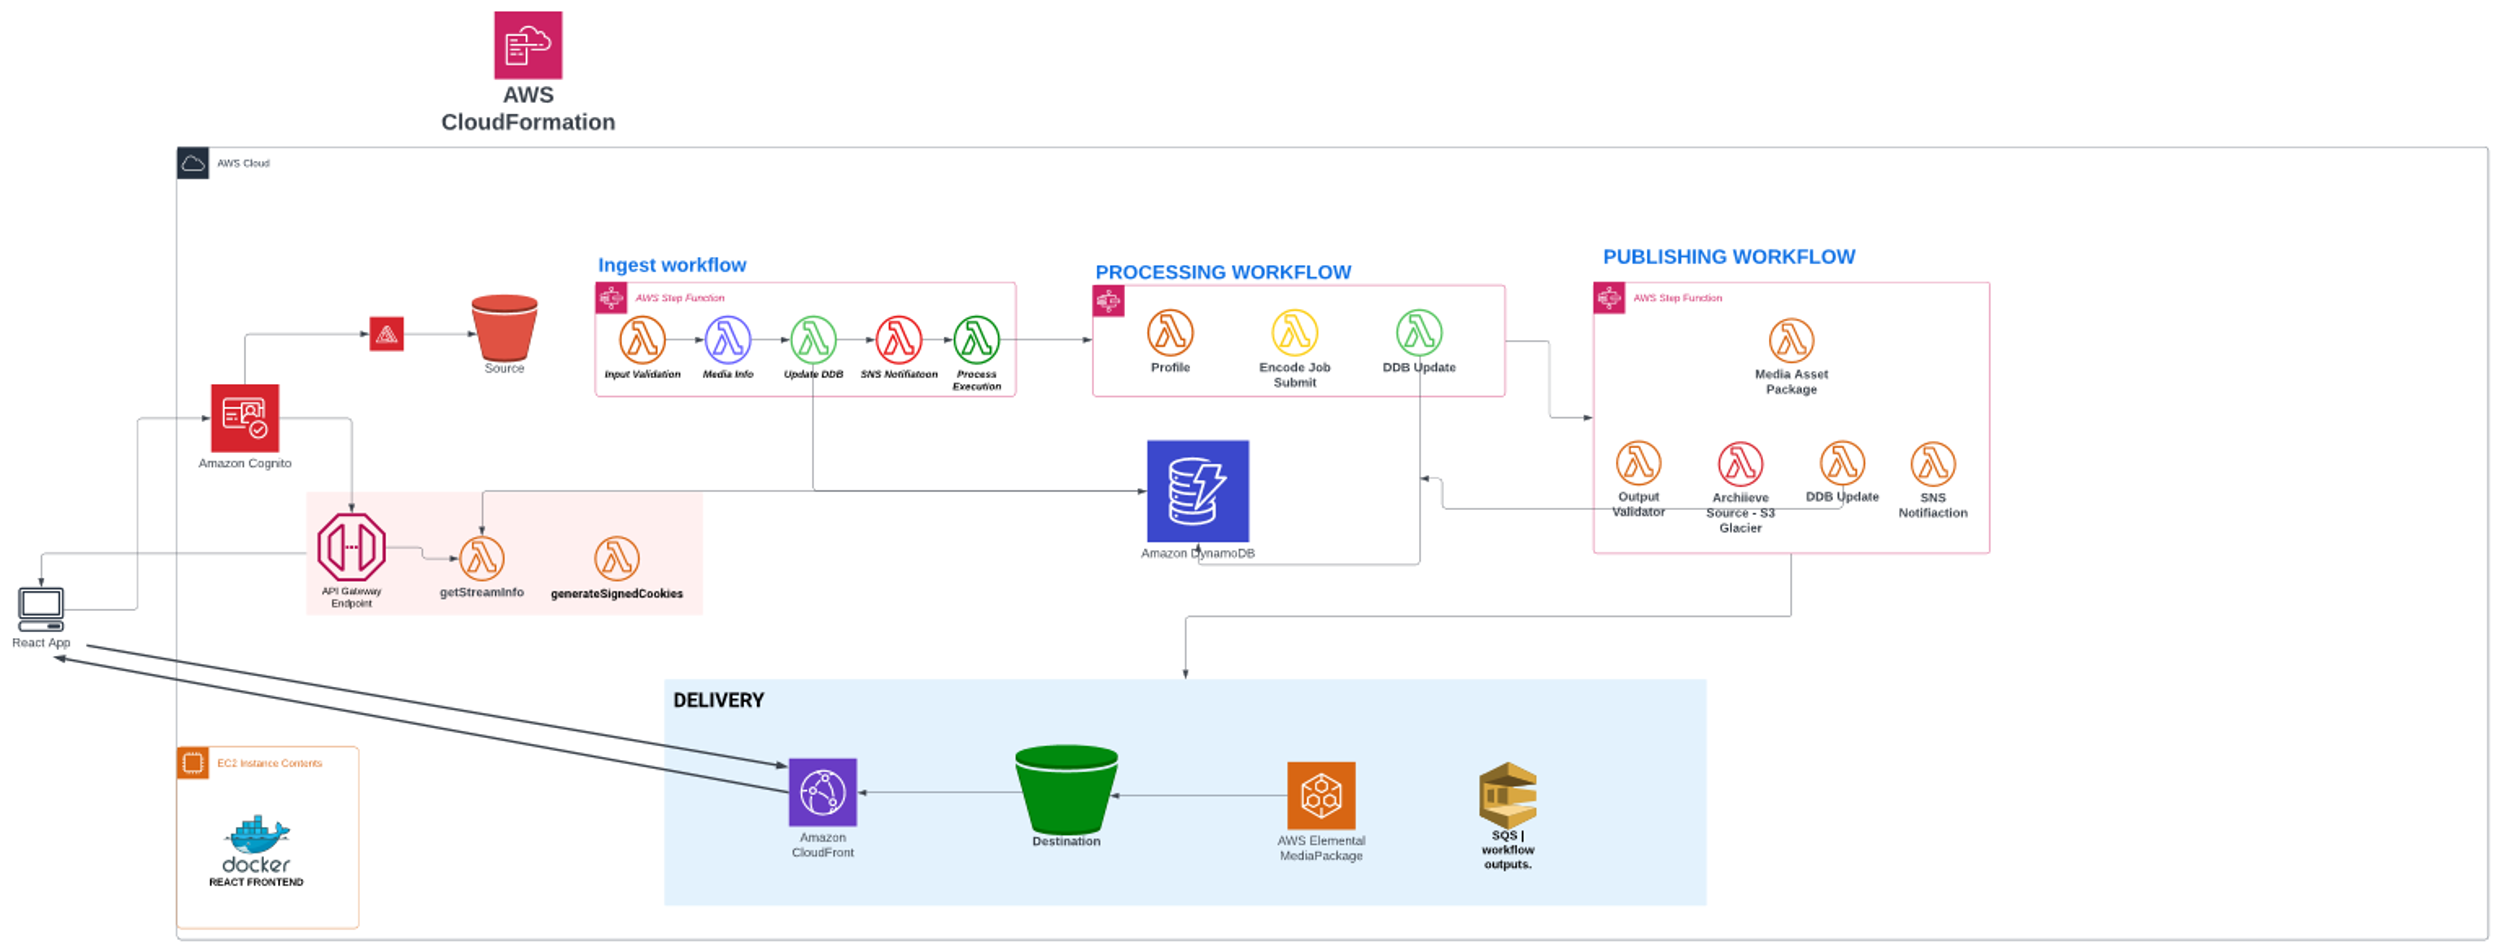 AWS
CloudFormation
AWS Cloud
Ingest workflow
PROCESSING WORKFLOW
PUBLISHING WORKFLOW
AWS Step Function
AWS Step Function
Source
Input Validation
Media Info
Update DDB
SNS Notifiatoon
Process
Execution
Profile
Encode Job
Submit
DDB Update
Media Asset
Package
Amazon Cognito
Output
Validator
Archiieve
Source - S3
Glacier
DDB Update
SNS
Notifiaction
Amazon DynamoDB
API Gateway
Endpoint
getStreamInfo
generateSignedCookies
React App
DELIVERY
EC2 Instance Contents
docker
REACT FRONTEND
Amazon
CloudFront
Destination
AWS Elemental
MediaPackage
SQS |
workflow
outputs.